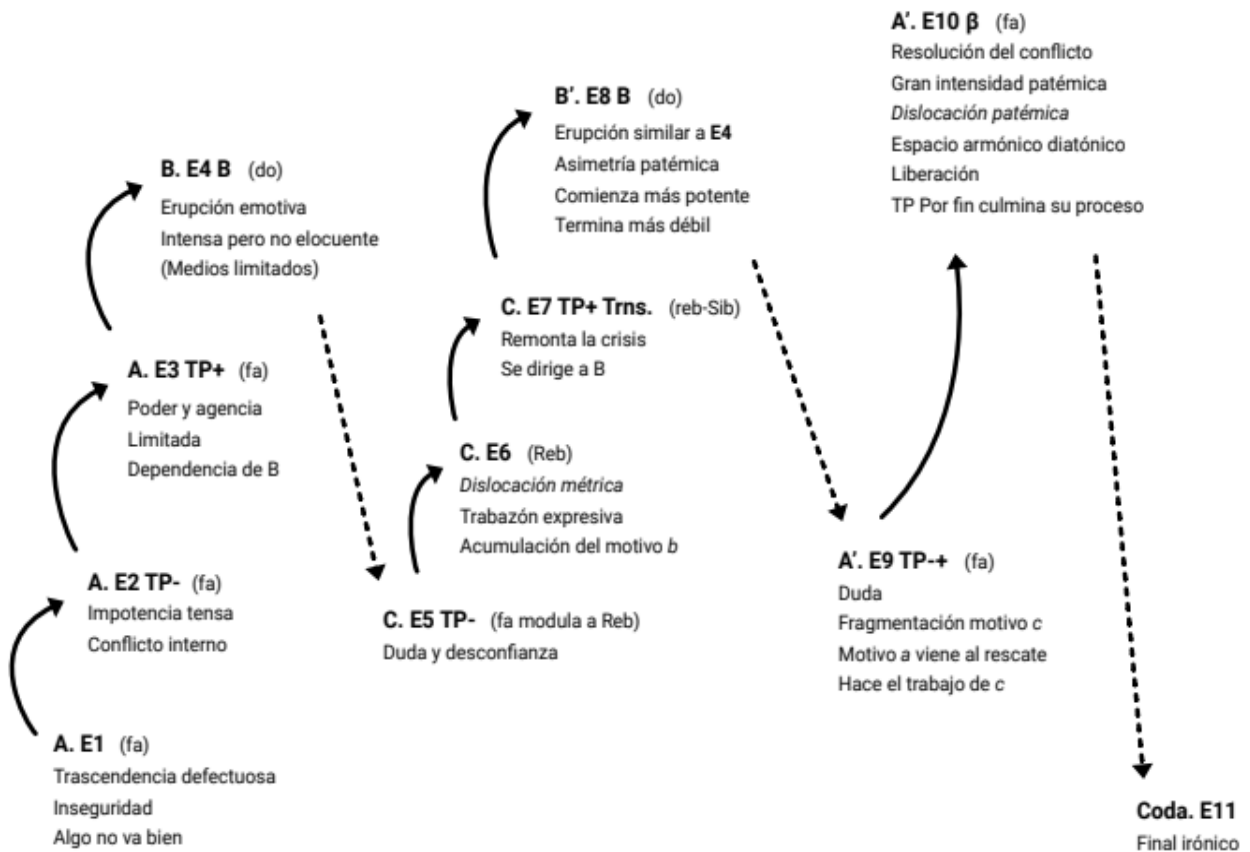 A'. E10 β (fa)
Resolución del conflicto
Gran intensidad patémica
Dislocación patémica
Espacio armónico diatónico
Liberación
TP Por fin culmina su proceso
B'. E8 B (do)
Erupción similar a E4
Asimetría patémica
Comienza más potente
Termina más débil
B. E4 B (do)
Erupción emotiva
Intensa pero no elocuente
(Medios limitados)
C. E7 TP+ Trns. (reb-Sib)
Remonta la crisis
Se dirige a B
A. E3 TP+ (fa)
Poder y agencia
Limitada
Dependencia de B
C. E6 (Reb)
Dislocación métrica
Trabazón expresiva
Acumulación del motivo b
A'. E9 TP-+ (fa)
Duda
Fragmentación motivo c
Motivo a viene al rescate
Hace el trabajo de c
A. E2 TP- (fa)
Impotencia tensa
Conflicto interno
C. E5 TP- (fa modula a Reb)
Duda y desconfianza
A. E1 (fa)
Trascendencia defectuosa
Inseguridad
Algo no va bien
Coda. E11
Final irónico